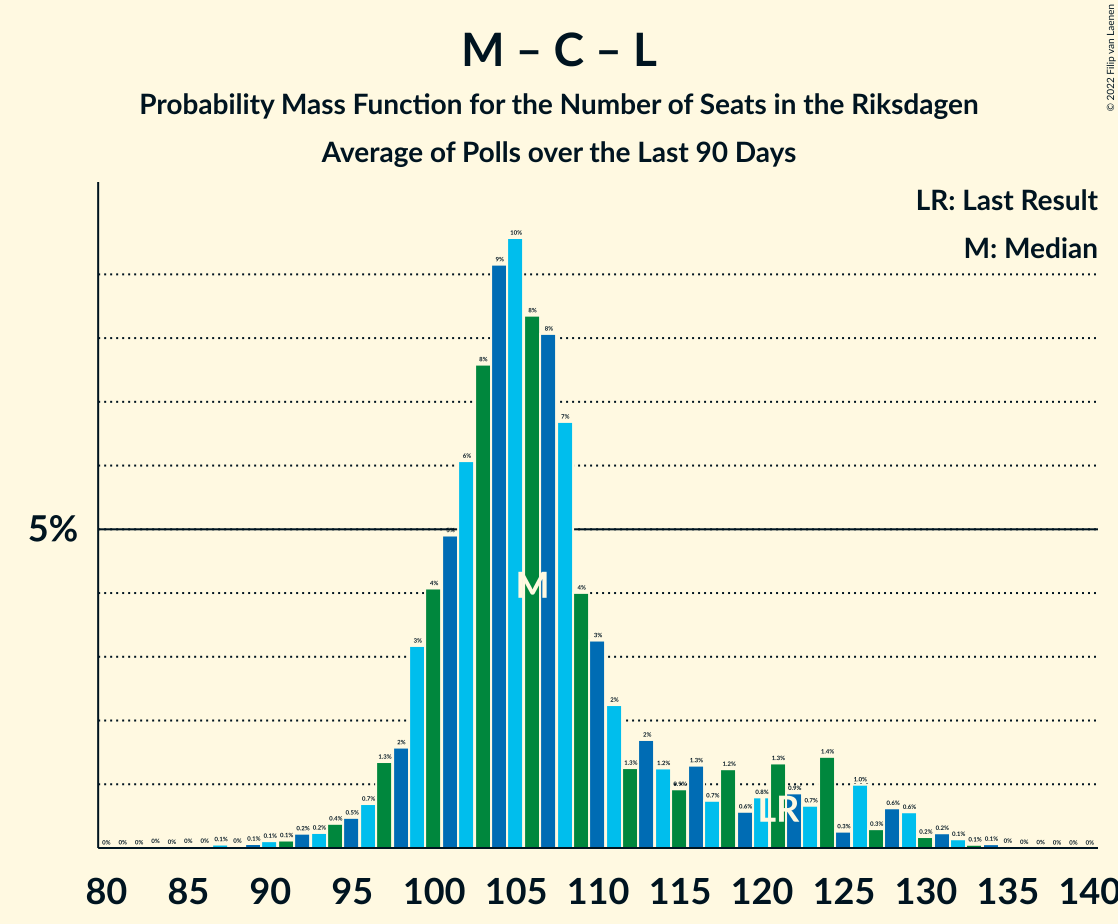 © 2022 Filip van Laenen
M – C – L
Probability Mass Function for the Number of Seats in the Riksdagen
Average of Polls over the Last 90 Days
LR: Last Result
M: Median
5%
0% 0% 0% 0% 0% 0% 0% 0.1% 0% 0.1% 0.1% 0.1% 0.2% 0.2% 0.4% 0.5% 0.7% 1.3% 2% 3% 4% 5% 6% 8% 9% 10% 8% 8% 7% 4% 3% 2% 1.3% 2% 1.2% 0.9% 1.3% 0.7% 1.2% 0.6% 0.8% 1.3% 0.9% 0.7% 1.4% 0.3% 1.0% 0.3% 0.6% 0.6% 0.2% 0.2% 0.1% 0% 0.1% 0% 0% 0% 0% 0% 0%
M
LR
80 85 90 95 100 105 110 115 120 125 130 135 140